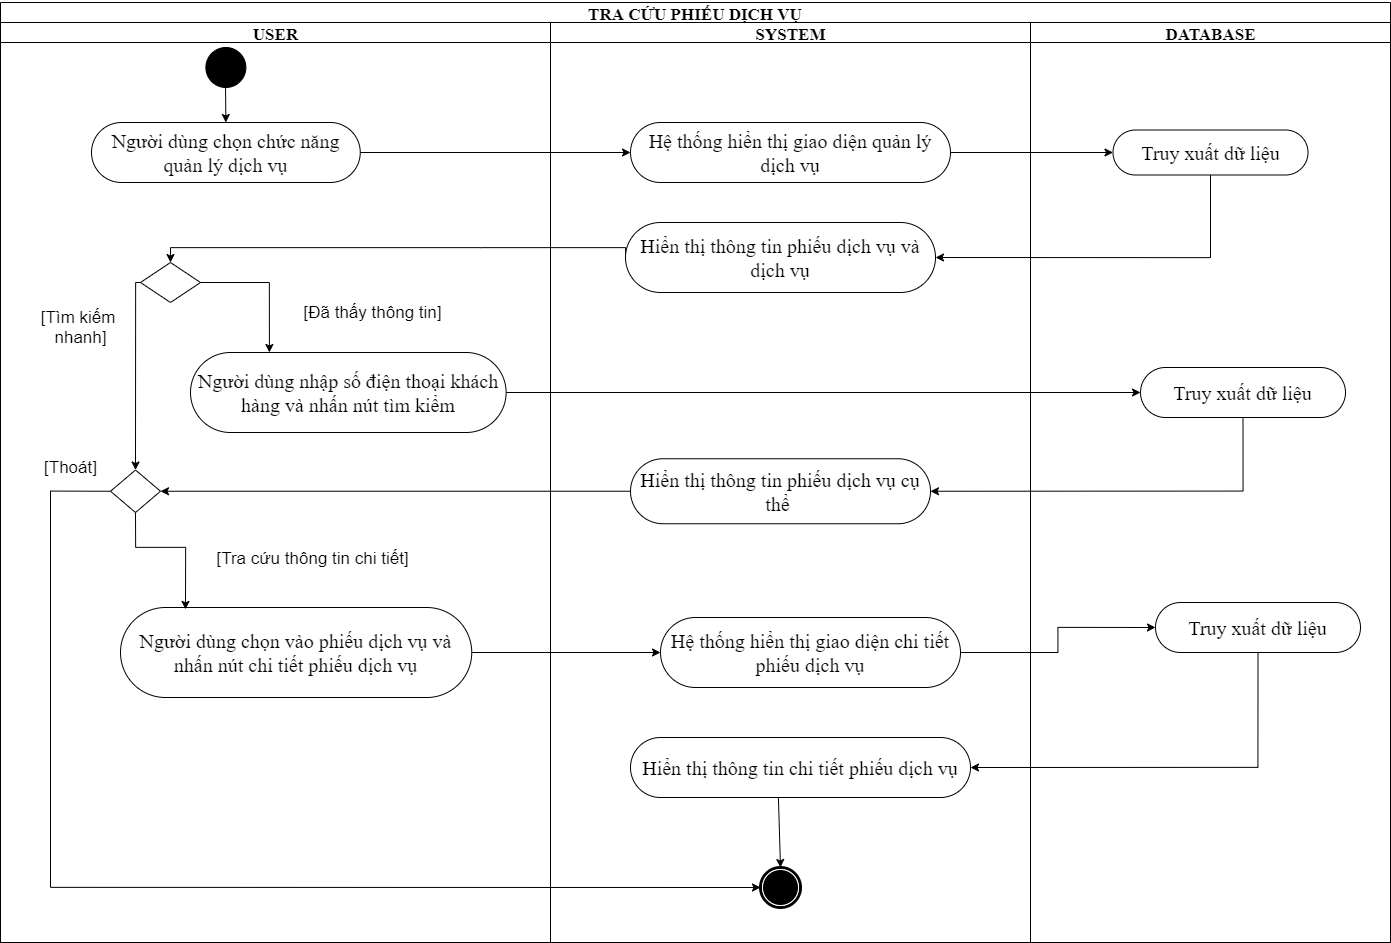 TRA CỨU PHIẾU DỊCH VỤ
USER
SYSTEM
DATABASE
Người dùng chọn chức năng
quản lý dịch vụ
Hệ thống hiển thị giao diện quản lý
dịch vụ
Truy xuất dữ liệu
Hiển thị thông tin phiếu dịch vụ và
dịch vụ
[Tìm kiếm
nhanh]
[Đã thấy thông tin]
Người dùng nhập số điện thoại khách
hàng và nhấn nút tìm kiếm
Truy xuất dữ liệu
[Thoát]
Hiển thị thông tin phiếu dịch vụ cụ
thể
[Tra cứu thông tin chi tiết]
Người dùng chọn vào phiếu dịch vụ và
nhấn nút chi tiết phiếu dịch vụ
Hệ thống hiển thị giao diện chi tiết
phiếu dịch vụ
Truy xuất dữ liệu
Hiển thị thông tin chi tiết phiếu dịch vụ